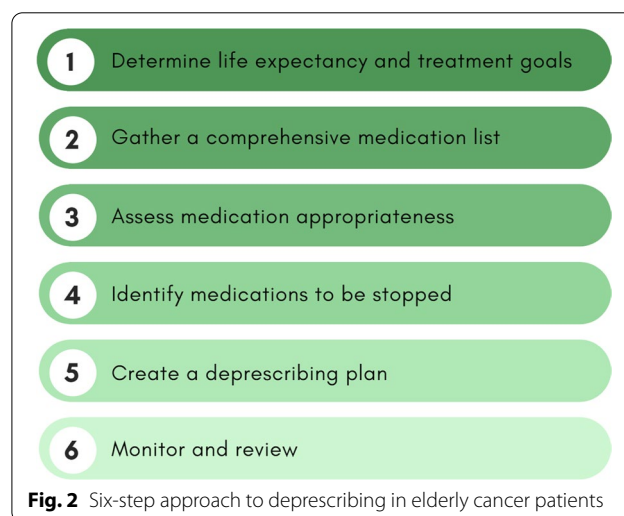 1 Determine life expectancy and treatment goals
2 Gather a comprehensive medication list
3 Assess medication appropriateness
4 Identify medications to be stopped
5 Create a deprescribing plan
6 Monitor and review
Fig. 2 Six-step approach to deprescribing in elderly cancer patients